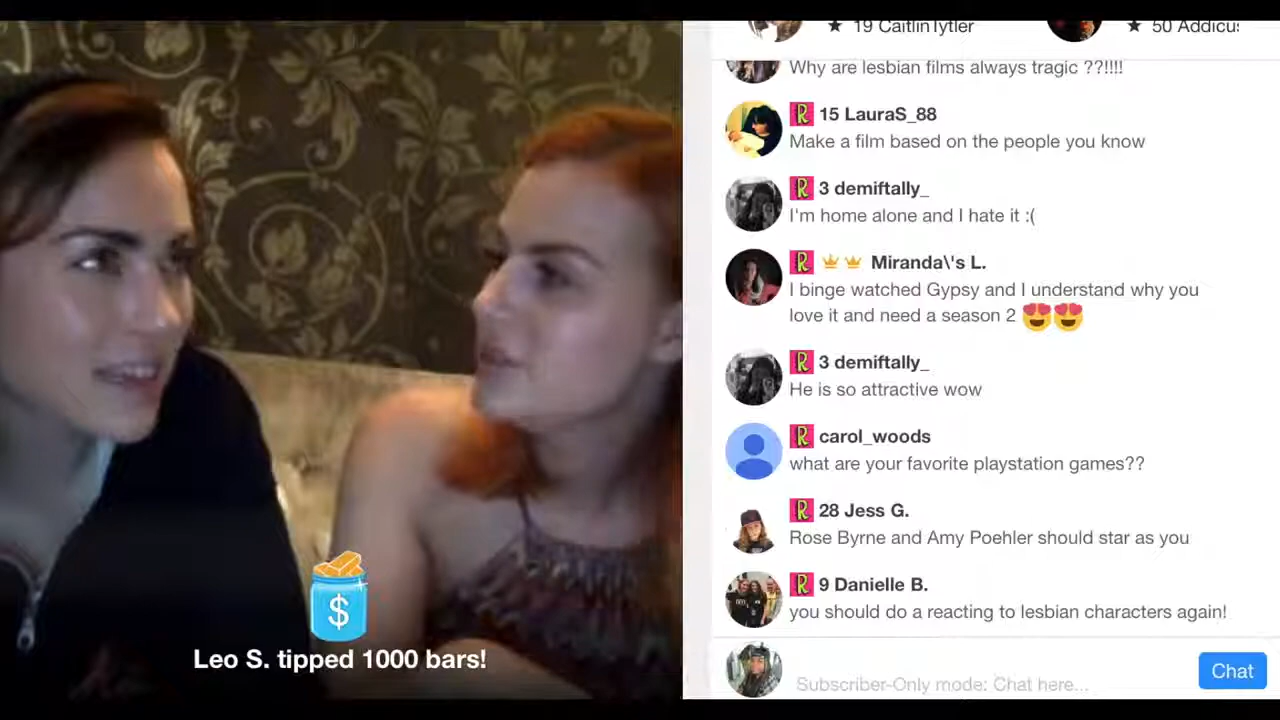 ★ 19 CaitlinTytler
★ 50 Addicus
Why are lesbian films always tragic ??!!!!
R 15 LauraS_88
Make a film based on the people you know
R 3 demiftally_
I'm home alone and I hate it :(
R Miranda\'s L.
I binge watched Gypsy and I understand why you
love it and need a season 2 😍😍
R 3 demiftally_
He is so attractive wow
R carol_woods
what are your favorite playstation games??
R 28 Jess G.
Rose Byrne and Amy Poehler should star as you
R 9 Danielle B.
you should do a reacting to lesbian characters again!
$
Leo S. tipped 1000 bars!
Subscriber-Only mode: Chat here...
Chat